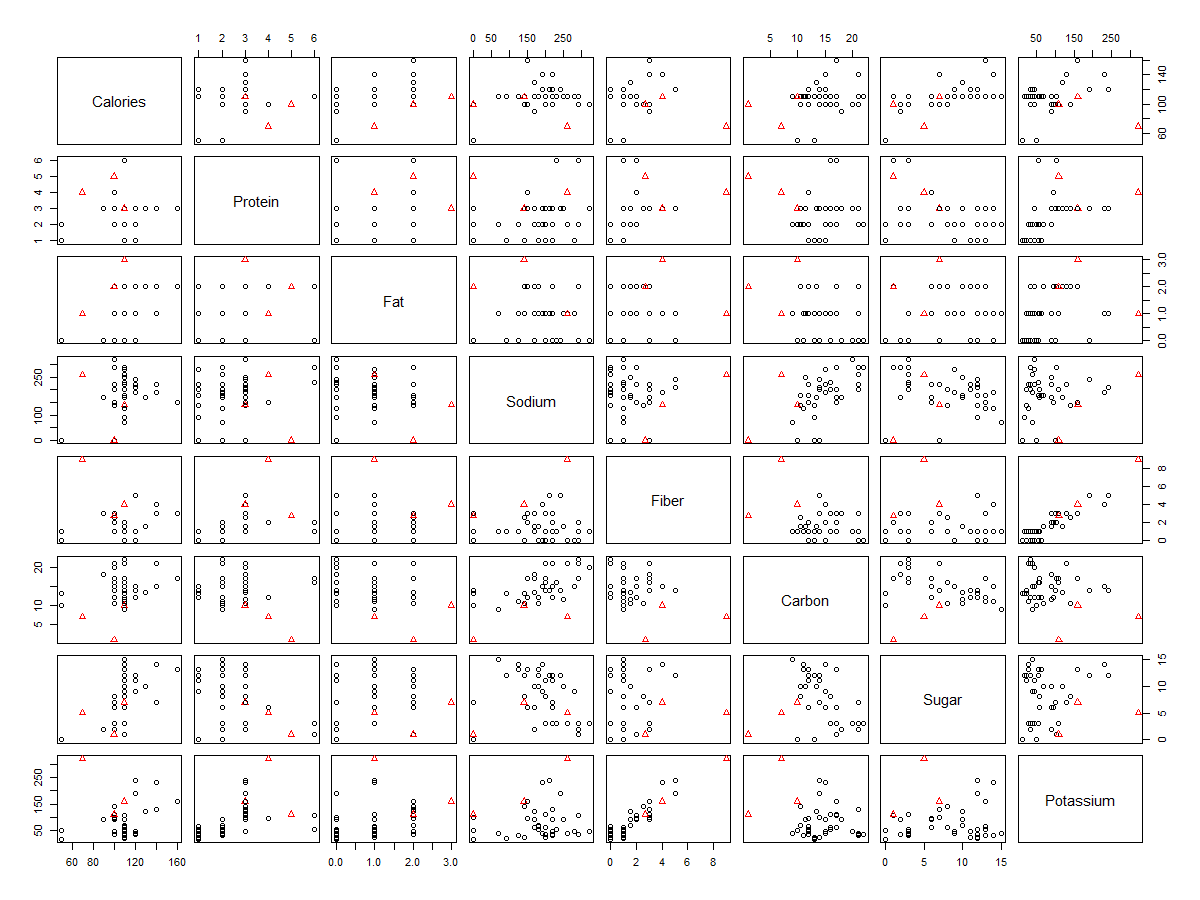 1 2 3 4 5 6 0 50 150 250 5 10 15 20 50 150 250
Calories
60 100 140
1 2 3 4 5 6
Protein
Fat
0.0 1.0 2.0 3.0
0 100 250
Sodium
Fiber
0 2 4 6 8
5 10 20
Carbon
Sugar
0 5 10 15
50 150 250
Potassium
60 80 100 120 140 160 0.0 1.0 2.0 3.0 0 2 4 6 8 0 5 10 15